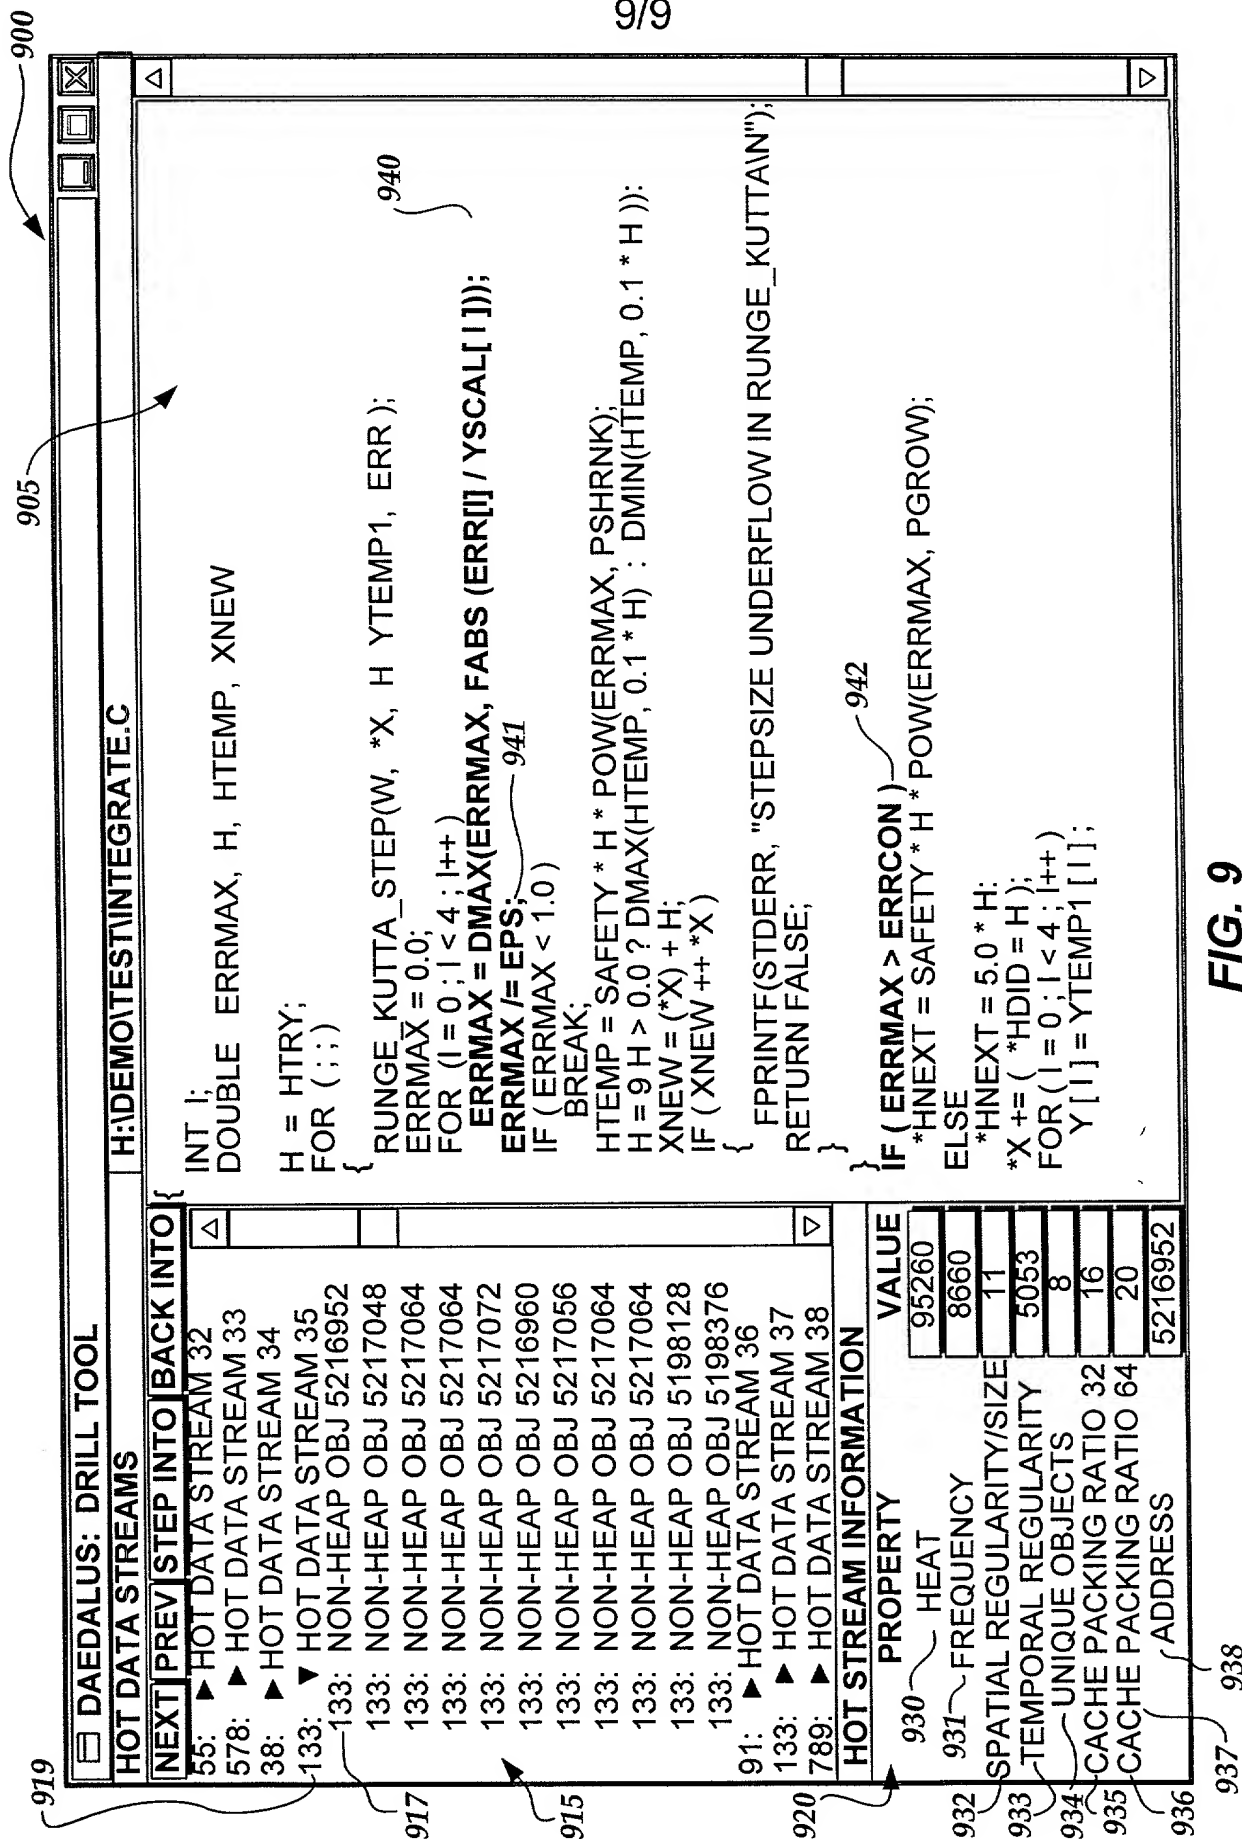 9/9
900
DAEDALUS: DRILL TOOL
HOT DATA STREAMS
H:\DEMO\TEST\INTEGRATE.C
NEXT PREV STEP INTO BACK INTO
919
55: ► HOT DATA STREAM 32
578: ► HOT DATA STREAM 33
38: ► HOT DATA STREAM 34
133: ▼ HOT DATA STREAM 35
133: NON-HEAP OBJ 5216952
133: NON-HEAP OBJ 5217048
133: NON-HEAP OBJ 5217064
133: NON-HEAP OBJ 5217064
133: NON-HEAP OBJ 5217072
133: NON-HEAP OBJ 5216960
133: NON-HEAP OBJ 5217056
133: NON-HEAP OBJ 5217064
133: NON-HEAP OBJ 5217064
133: NON-HEAP OBJ 5198128
133: NON-HEAP OBJ 5198376
91: ► HOT DATA STREAM 36
133: ► HOT DATA STREAM 37
789: ► HOT DATA STREAM 38
917
915
HOT STREAM INFORMATION
PROPERTY VALUE
920
930 HEAT 95260
931 FREQUENCY 8660
932 SPATIAL REGULARITY/SIZE 11
933 TEMPORAL REGULARITY 5053
934 UNIQUE OBJECTS 8
935 CACHE PACKING RATIO 32 16
936 CACHE PACKING RATIO 64 20
937
938 ADDRESS 5216952
905
{
INT I;
DOUBLE ERRMAX, H, HTEMP, XNEW
H = HTRY;
FOR ( ; ; )
{
RUNGE_KUTTA_STEP(W, *X, H YTEMP1, ERR );
ERRMAX = 0.0;
FOR (I = 0 ; I < 4 ; I++ )
ERRMAX = DMAX(ERRMAX, FABS (ERR[I] / YSCAL[ I ]));
940
ERRMAX /= EPS;
941
IF ( ERRMAX < 1.0 )
BREAK;
HTEMP = SAFETY * H * POW(ERRMAX, PSHRNK);
H = 9 H > 0.0 ? DMAX(HTEMP, 0.1 * H) : DMIN(HTEMP, 0.1 * H ));
XNEW = (*X) + H;
IF ( XNEW ++ *X )
{
FPRINTF(STDERR, "STEPSIZE UNDERFLOW IN RUNGE_KUTTA\N");
RETURN FALSE;
}
}
IF ( ERRMAX > ERRCON )
942
*HNEXT = SAFETY * H * POW(ERRMAX, PGROW);
ELSE
*HNEXT = 5.0 * H:
*X += ( *HDID = H );
FOR ( I = 0 ; I < 4 ; I++ )
Y [ I ] = YTEMP1 [ I ] ;
FIG. 9